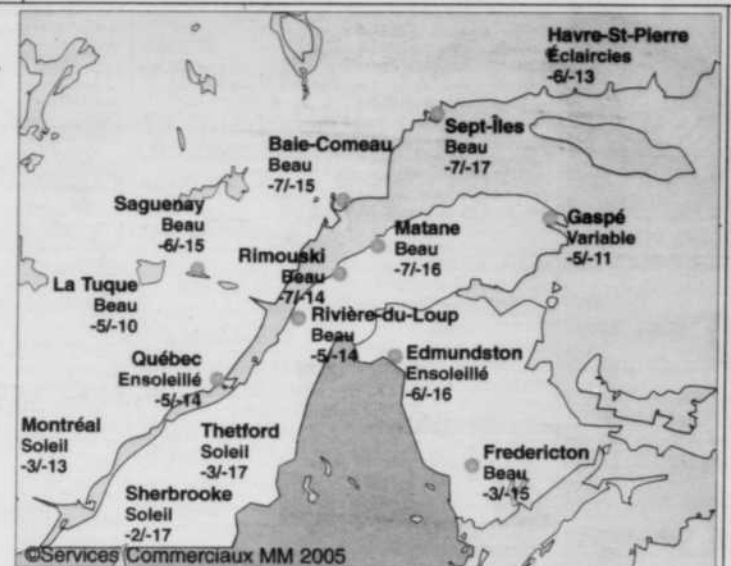 Havre-St-Pierre
Éclaircies
-6/-13
Sept-Îles
Beau
-7/-17
Baie-Comeau
Beau
-7/-15
Saguenay
Beau
-6/-15
Gaspé
Variable
-5/-11
Matane
Beau
-7/-16
Rimouski
Beau
-7/-14
La Tuque
Beau
-5/-10
Rivière-du-Loup
Beau
-5/-14
Québec
Ensoleillé
-5/-14
Edmundston
Ensoleillé
-6/-16
Montréal
Soleil
-3/-13
Thetford
Soleil
-3/-17
Fredericton
Beau
-3/-15
Sherbrooke
Soleil
-2/-17
©Services Commerciaux MM 2005